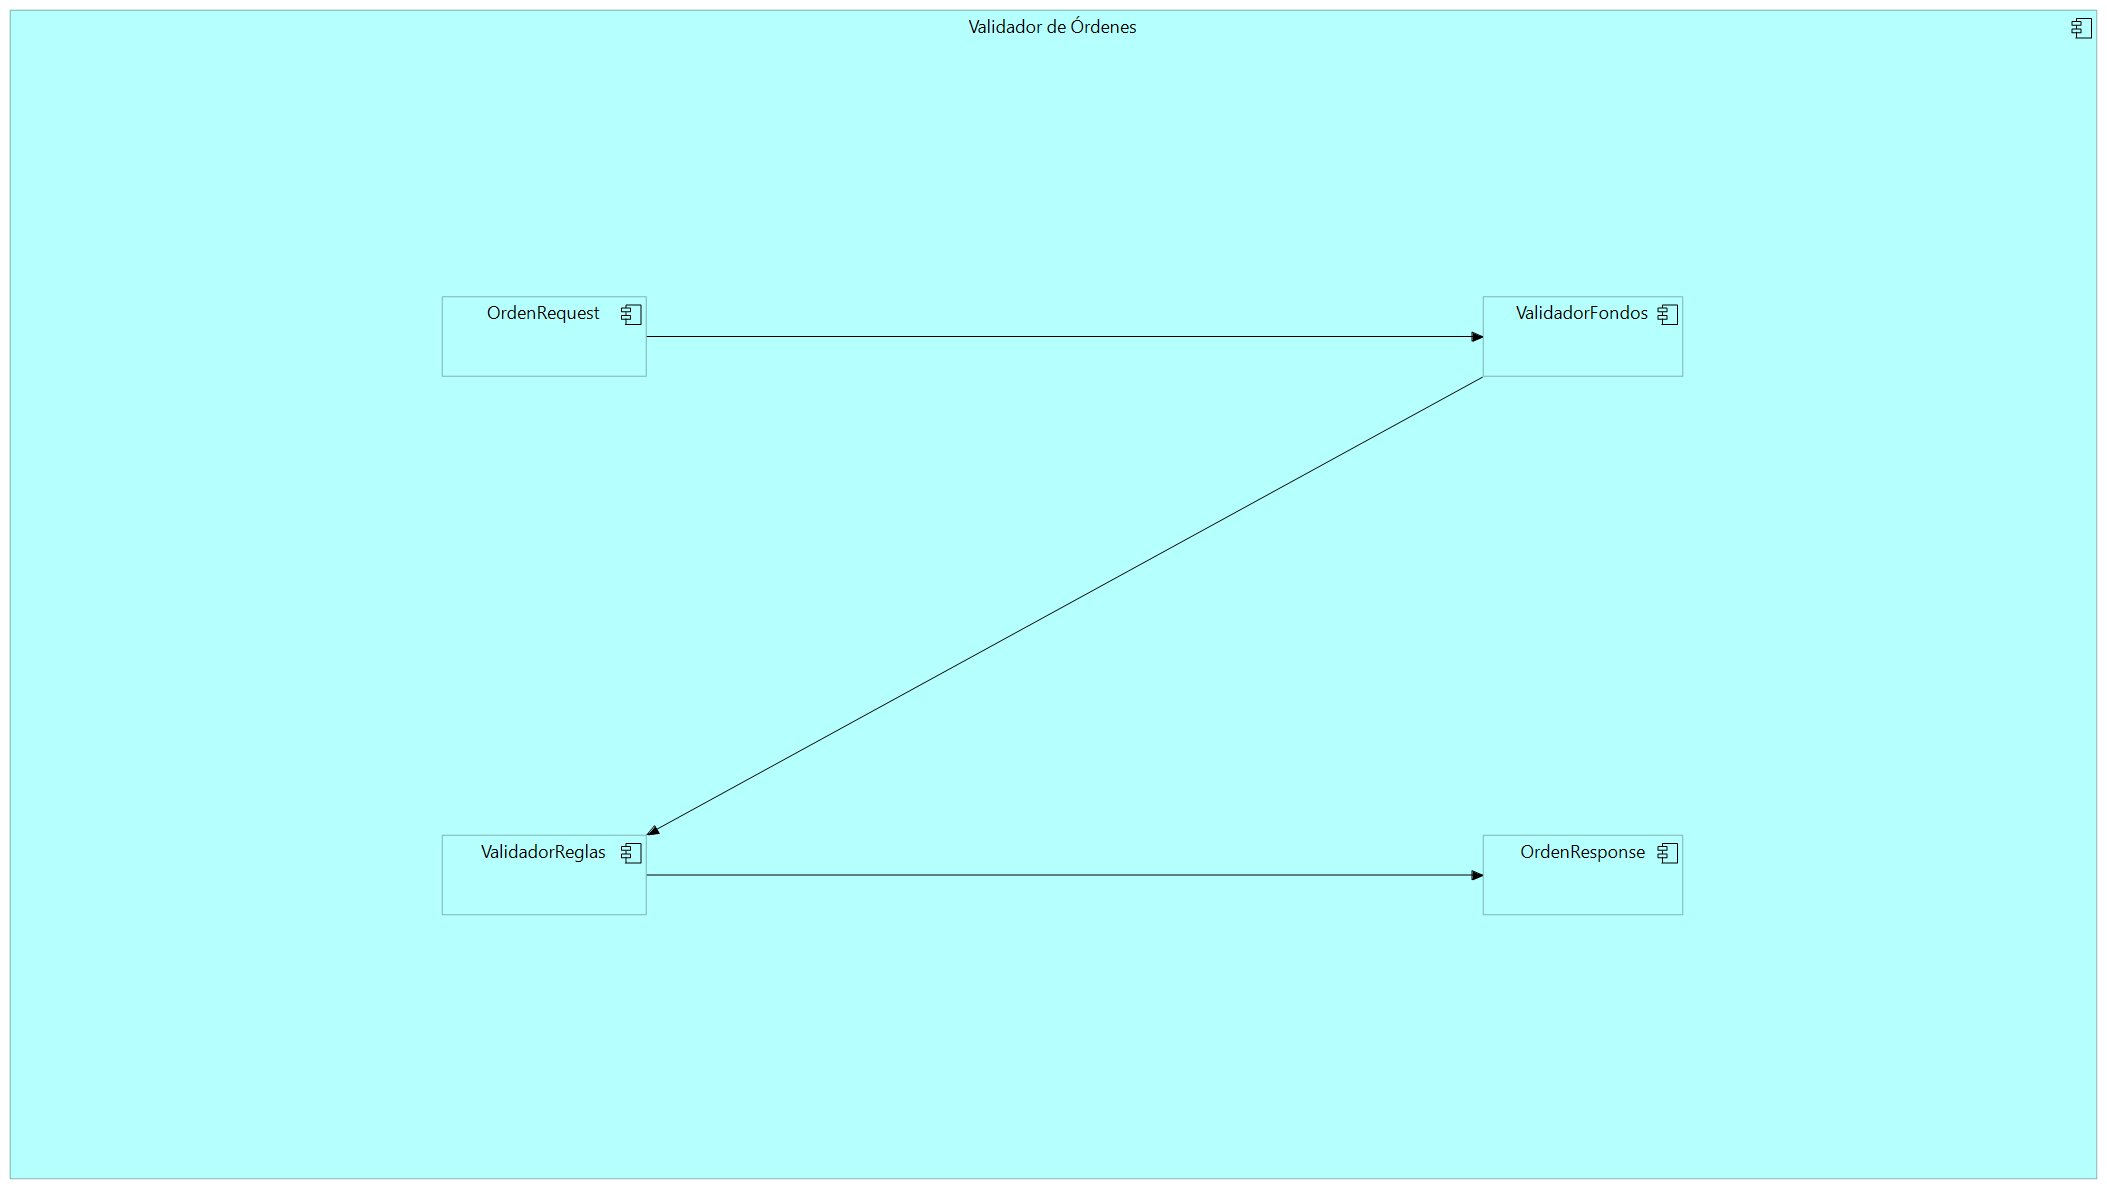 Validador de Órdenes
OrdenRequest
ValidadorFondos
ValidadorReglas
OrdenResponse